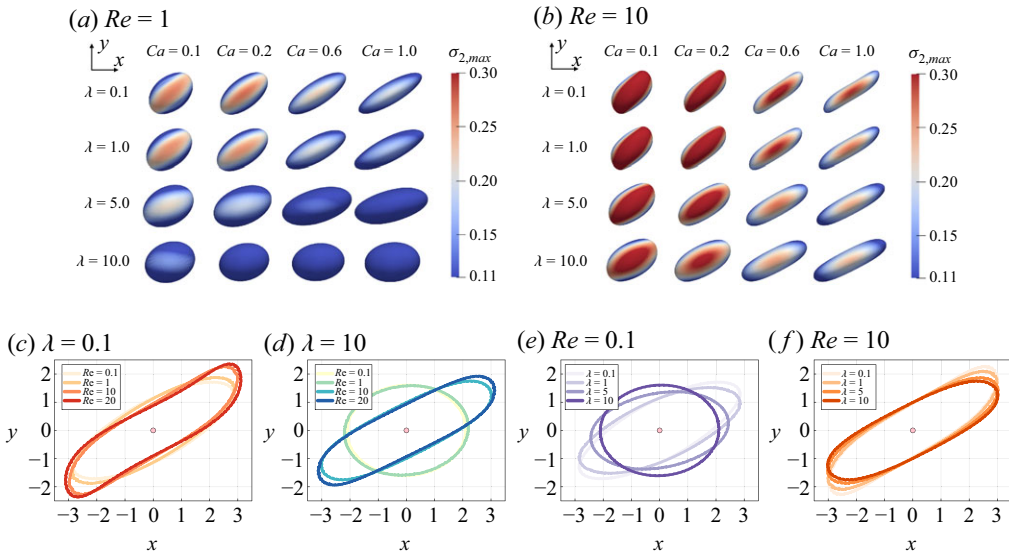 (a) Re = 1
(b) Re = 10
y
x
Ca = 0.1 Ca = 0.2 Ca = 0.6 Ca = 1.0
σ2,max
0.30
λ = 0.1
0.25
λ = 1.0
0.20
λ = 5.0
0.15
λ = 10.0
0.11
y
x
Ca = 0.1 Ca = 0.2 Ca = 0.6 Ca = 1.0
σ2,max
0.30
λ = 0.1
0.25
λ = 1.0
0.20
λ = 5.0
0.15
λ = 10.0
0.11
(c) λ = 0.1
Re = 0.1
Re = 1
Re = 10
Re = 20
2
1
y 0
−1
−2
−3 −2 −1 0 1 2 3
x
(d) λ = 10
Re = 0.1
Re = 1
Re = 10
Re = 20
2
1
y 0
−1
−2
−3 −2 −1 0 1 2 3
x
(e) Re = 0.1
λ = 0.1
λ = 1
λ = 5
λ = 10
2
1
y 0
−1
−2
−3 −2 −1 0 1 2 3
x
(f) Re = 10
λ = 0.1
λ = 1
λ = 5
λ = 10
2
1
y 0
−1
−2
−3 −2 −1 0 1 2 3
x